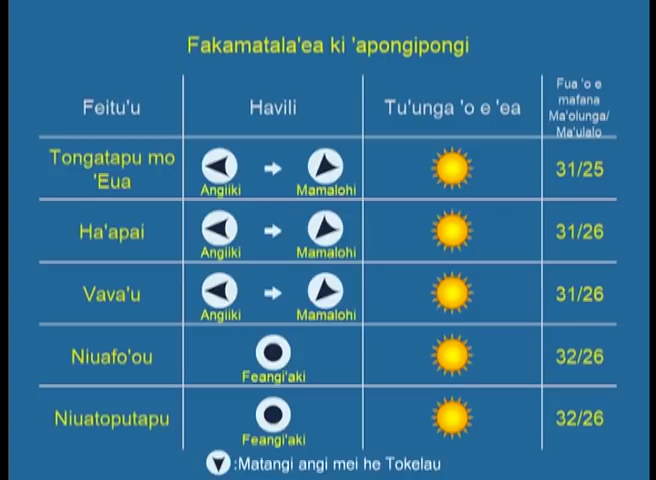 Fakamatala'ea ki 'apongipongi
Feitu'u Havili Tu'unga 'o e 'ea Fua 'o e
mafana
Ma'olunga/
Ma'ulalo
Tongatapu mo
'Eua
Angiiki Mamalohi
31/25
Ha'apai
Angiiki Mamalohi
31/26
Vava'u
Angiiki Mamalohi
31/26
Niuafo'ou
Feangi'aki
32/26
Niuatoputapu
Feangi'aki
32/26
:Matangi angi mei he Tokelau